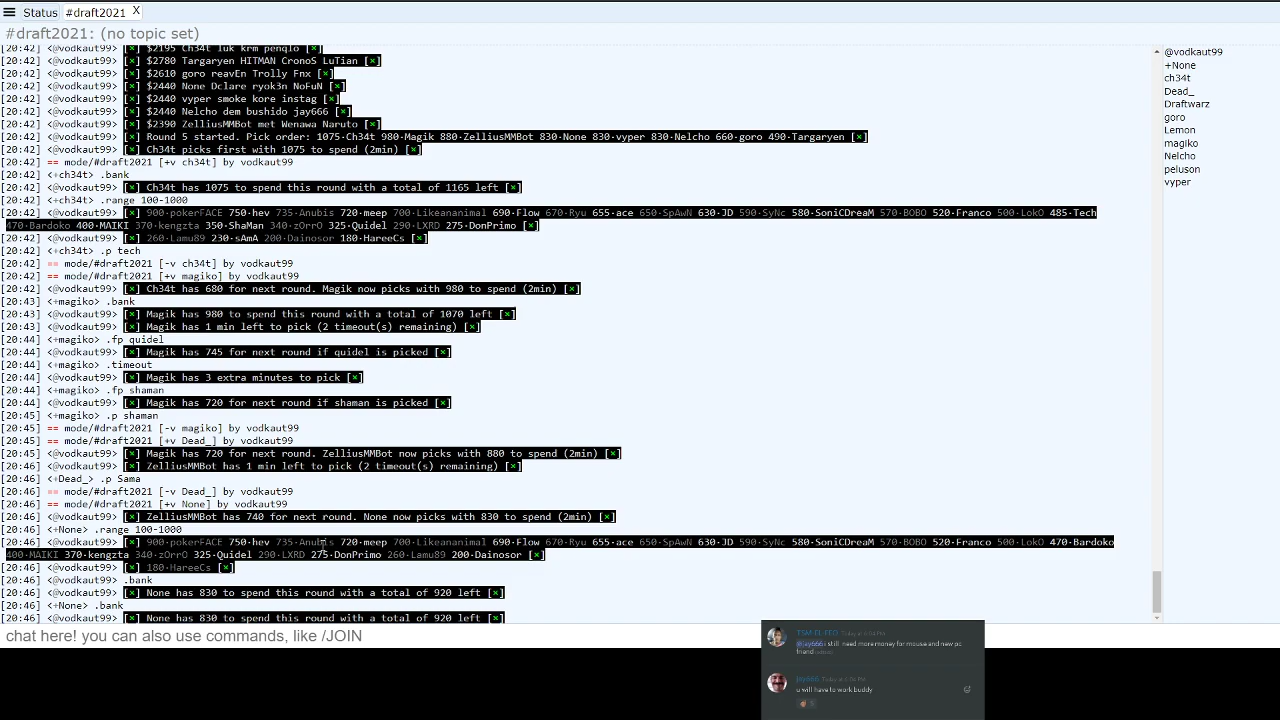 Status #draft2021 X
#draft2021: (no topic set)
[20:42] <@vodkaut99> [×] $2195 Ch34t luk krm penqlo [×]
[20:42] <@vodkaut99> [×] $2780 Targaryen HITMAN CronoS LuTian [×]
[20:42] <@vodkaut99> [×] $2610 goro reavEn Trolly Fnx [×]
[20:42] <@vodkaut99> [×] $2440 None Dclare ryok3n NoFuN [×]
[20:42] <@vodkaut99> [×] $2440 vyper smoke kore instag [×]
[20:42] <@vodkaut99> [×] $2440 Nelcho dem bushido jay666 [×]
[20:42] <@vodkaut99> [×] $2390 ZelliusMMBot met Wenawa Naruto [×]
[20:42] <@vodkaut99> [×] Round 5 started. Pick order: 1075·Ch34t 980·Magik 880·ZelliusMMBot 830·None 830·vyper 830·Nelcho 660·goro 490·Targaryen [×]
[20:42] <@vodkaut99> [×] Ch34t picks first with 1075 to spend (2min) [×]
[20:42] == mode/#draft2021 [+v ch34t] by vodkaut99
[20:42] <+ch34t> .bank
[20:42] <@vodkaut99> [×] Ch34t has 1075 to spend this round with a total of 1165 left [×]
[20:42] <+ch34t> .range 100-1000
[20:42] <@vodkaut99> [×] 900·pokerFACE 750·hev 735·Anubis 720·meep 700·Likeananimal 690·Flow 670·Ryu 655·ace 650·SpAwN 630·JD 590·SyNc 580·SoniCDreaM 570·BOBO 520·Franco 500·LokO 485·Tech
470·Bardoko 400·MAIKI 370·kengzta 350·ShaMan 340·zOrrO 325·Quidel 290·LXRD 275·DonPrimo [×]
[20:42] <@vodkaut99> [×] 260·Lamu89 230·sAmA 200·Dainosor 180·HareeCs [×]
[20:42] <+ch34t> .p tech
[20:42] == mode/#draft2021 [-v ch34t] by vodkaut99
[20:42] == mode/#draft2021 [+v magiko] by vodkaut99
[20:42] <@vodkaut99> [×] Ch34t has 680 for next round. Magik now picks with 980 to spend (2min) [×]
[20:43] <+magiko> .bank
[20:43] <@vodkaut99> [×] Magik has 980 to spend this round with a total of 1070 left [×]
[20:43] <@vodkaut99> [×] Magik has 1 min left to pick (2 timeout(s) remaining) [×]
[20:44] <+magiko> .fp quidel
[20:44] <@vodkaut99> [×] Magik has 745 for next round if quidel is picked [×]
[20:44] <+magiko> .timeout
[20:44] <@vodkaut99> [×] Magik has 3 extra minutes to pick [×]
[20:44] <+magiko> .fp shaman
[20:44] <@vodkaut99> [×] Magik has 720 for next round if shaman is picked [×]
[20:45] <+magiko> .p shaman
[20:45] == mode/#draft2021 [-v magiko] by vodkaut99
[20:45] == mode/#draft2021 [+v Dead_] by vodkaut99
[20:45] <@vodkaut99> [×] Magik has 720 for next round. ZelliusMMBot now picks with 880 to spend (2min) [×]
[20:46] <@vodkaut99> [×] ZelliusMMBot has 1 min left to pick (2 timeout(s) remaining) [×]
[20:46] <+Dead_> .p Sama
[20:46] == mode/#draft2021 [-v Dead_] by vodkaut99
[20:46] == mode/#draft2021 [+v None] by vodkaut99
[20:46] <@vodkaut99> [×] ZelliusMMBot has 740 for next round. None now picks with 830 to spend (2min) [×]
[20:46] <+None> .range 100-1000
[20:46] <@vodkaut99> [×] 900·pokerFACE 750·hev 735·Anubis 720·meep 700·Likeananimal 690·Flow 670·Ryu 655·ace 650·SpAwN 630·JD 590·SyNc 580·SoniCDreaM 570·BOBO 520·Franco 500·LokO 470·Bardoko
400·MAIKI 370·kengzta 340·zOrrO 325·Quidel 290·LXRD 275·DonPrimo 260·Lamu89 200·Dainosor [×]
[20:46] <@vodkaut99> [×] 180·HareeCs [×]
[20:46] <@vodkaut99> .bank
[20:46] <@vodkaut99> [×] None has 830 to spend this round with a total of 920 left [×]
[20:46] <+None> .bank
[20:46] <@vodkaut99> [×] None has 830 to spend this round with a total of 920 left [×]
chat here! you can also use commands, like /JOIN
@vodkaut99
+None
ch34t
Dead_
Draftwarz
goro
Lemon
magiko
Nelcho
peluson
vyper
TSM EL FEO Today at 6:04 PM
@jay666 i still need more money for mouse and new pc
friend
jay666 Today at 6:04 PM
u will have to work buddy